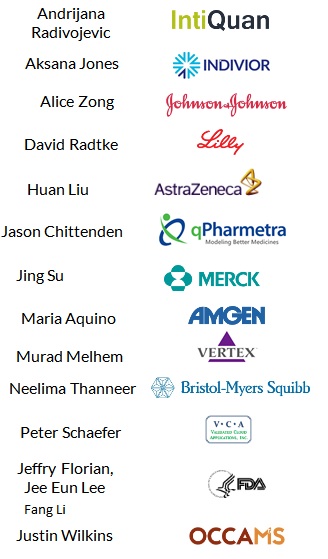 Andrijana
Radivojevic
IntiQuan
Aksana Jones
INDIVIOR
Alice Zong
Johnson & Johnson
David Radtke
Lilly
Huan Liu
AstraZeneca
Jason Chittenden
qPharmetra
Modeling Better Medicines
Jing Su
MERCK
Maria Aquino
AMGEN
Murad Melhem
VERTEX
Neelima Thanneer
Bristol-Myers Squibb
Peter Schaefer
V·C·A
VALIDATED CLOUD
APPLICATIONS, INC.
Jeffry Florian,
Jee Eun Lee
Fang Li
FDA
Justin Wilkins
OCCAMS